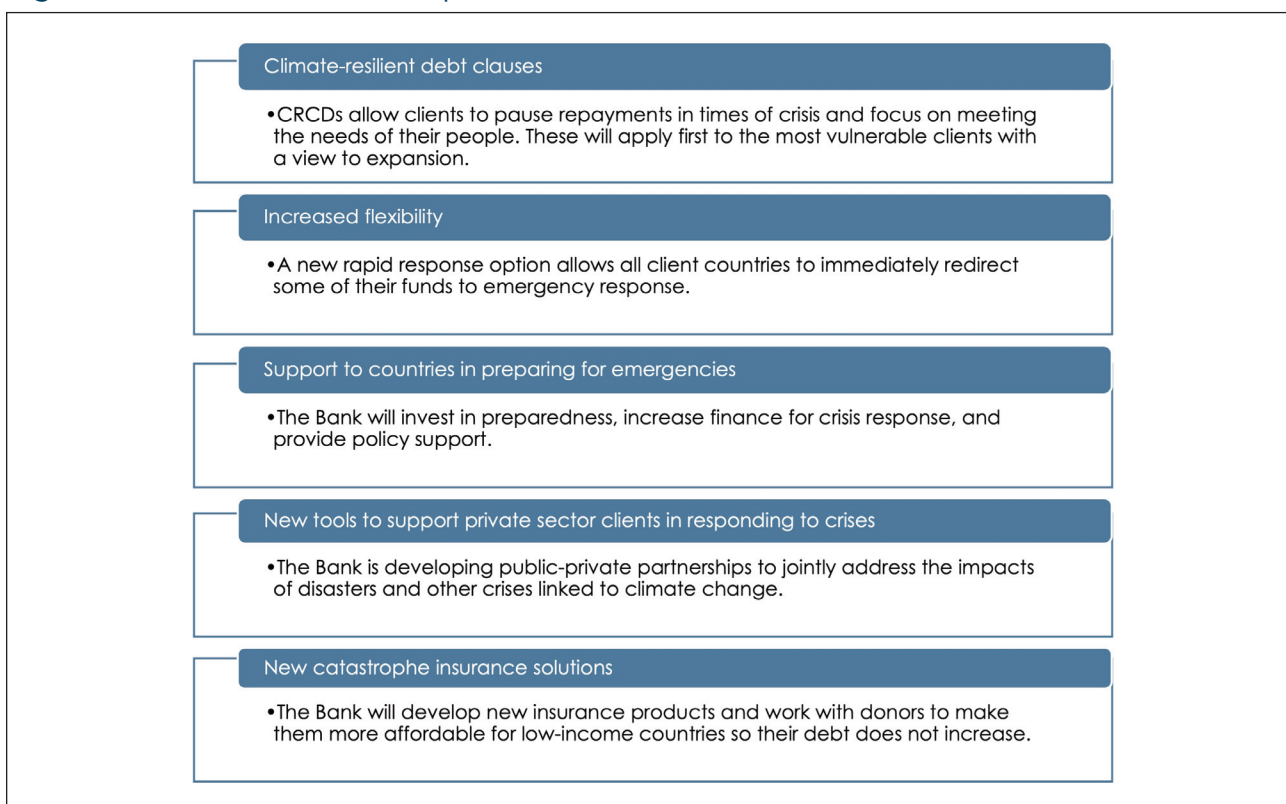 Climate-resilient debt clauses
•CRCDs allow clients to pause repayments in times of crisis and focus on meeting
the needs of their people. These will apply first to the most vulnerable clients with
a view to expansion.
Increased flexibility
•A new rapid response option allows all client countries to immediately redirect
some of their funds to emergency response.
Support to countries in preparing for emergencies
•The Bank will invest in preparedness, increase finance for crisis response, and
provide policy support.
New tools to support private sector clients in responding to crises
•The Bank is developing public-private partnerships to jointly address the impacts
of disasters and other crises linked to climate change.
New catastrophe insurance solutions
•The Bank will develop new insurance products and work with donors to make
them more affordable for low-income countries so their debt does not increase.